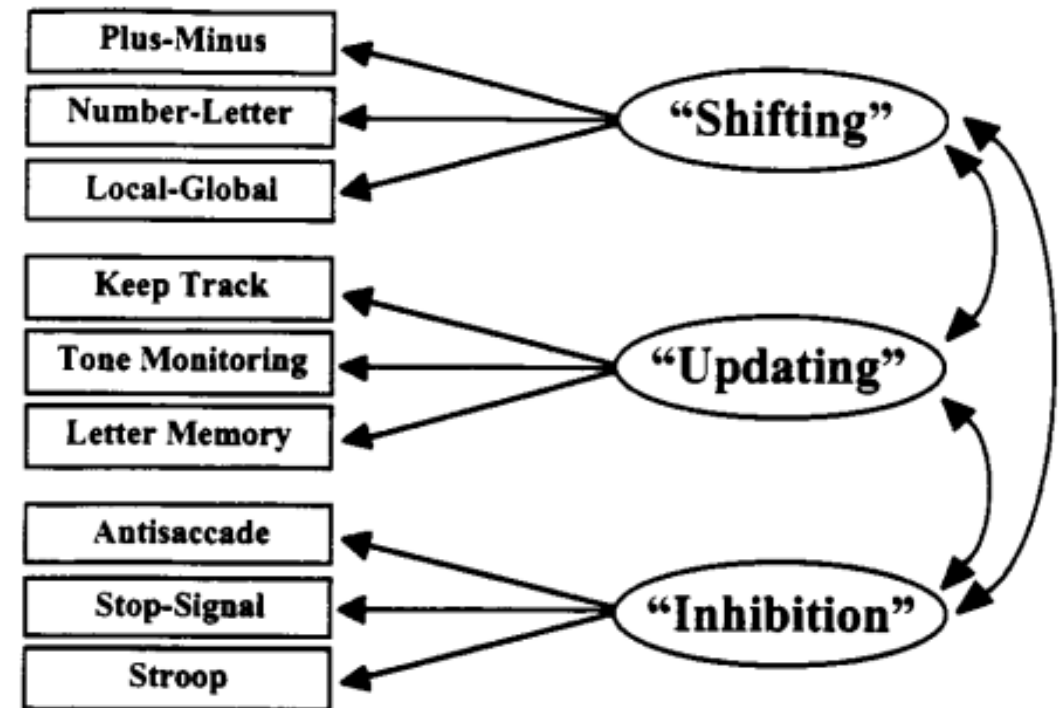 Plus-Minus
Number-Letter
Local-Global
“Shifting”
Keep Track
Tone Monitoring
Letter Memory
“Updating”
Antisaccade
Stop-Signal
Stroop
“Inhibition”